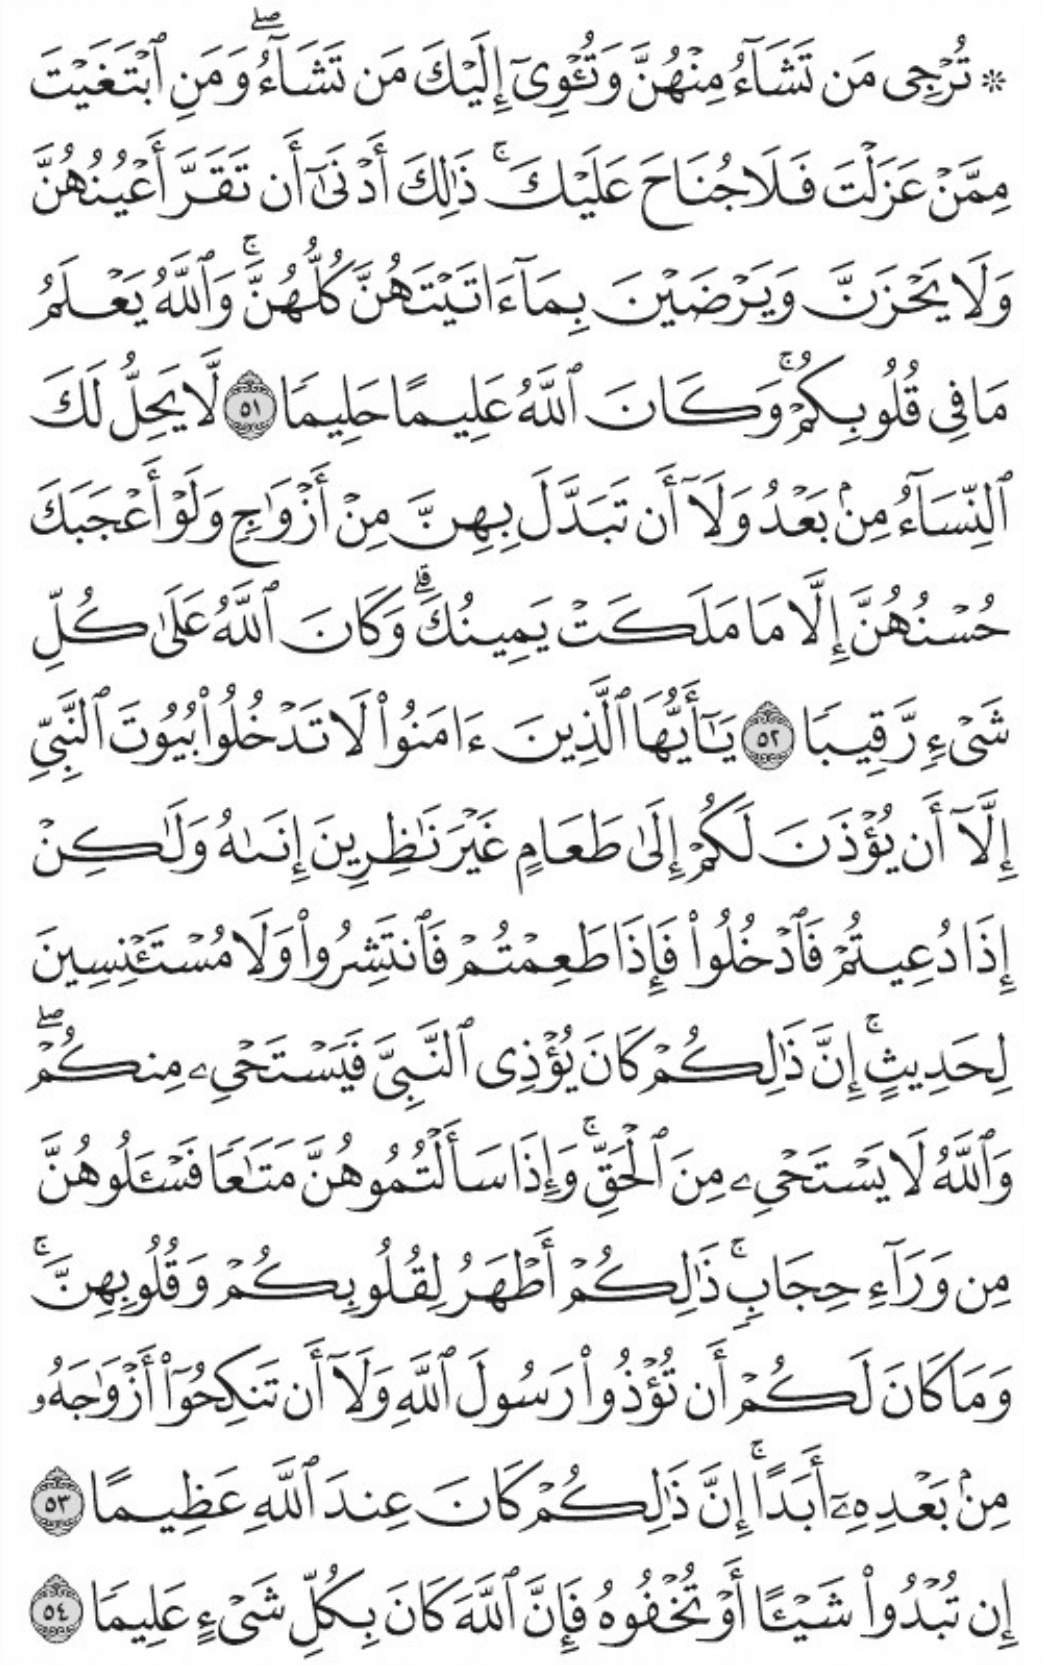 ۞ تُرْجِى مَن تَشَآءُ مِنْهُنَّ وَتُـْٔوِىٓ إِلَيْكَ مَن تَشَآءُ ۖ وَمَنِ ٱبْتَغَيْتَ
مِمَّنْ عَزَلْتَ فَلَا جُنَاحَ عَلَيْكَ ۚ ذَٰلِكَ أَدْنَىٰٓ أَن تَقَرَّ أَعْيُنُهُنَّ
وَلَا يَحْزَنَّ وَيَرْضَيْنَ بِمَآ ءَاتَيْتَهُنَّ كُلُّهُنَّ ۚ وَٱللَّهُ يَعْلَمُ
مَا فِى قُلُوبِكُمْ ۚ وَكَانَ ٱللَّهُ عَلِيمًا حَلِيمًا ٥١ لَّا يَحِلُّ لَكَ
ٱلنِّسَآءُ مِنۢ بَعْدُ وَلَآ أَن تَبَدَّلَ بِهِنَّ مِنْ أَزْوَٰجٍ وَلَوْ أَعْجَبَكَ
حُسْنُهُنَّ إِلَّا مَا مَلَكَتْ يَمِينُكَ ۗ وَكَانَ ٱللَّهُ عَلَىٰ كُلِّ
شَىْءٍ رَّقِيبًا ٥٢ يَـٰٓأَيُّهَا ٱلَّذِينَ ءَامَنُوا۟ لَا تَدْخُلُوا۟ بُيُوتَ ٱلنَّبِىِّ
إِلَّآ أَن يُؤْذَنَ لَكُمْ إِلَىٰ طَعَامٍ غَيْرَ نَـٰظِرِينَ إِنَىٰهُ وَلَـٰكِنْ
إِذَا دُعِيتُمْ فَٱدْخُلُوا۟ فَإِذَا طَعِمْتُمْ فَٱنتَشِرُوا۟ وَلَا مُسْتَـْٔنِسِينَ
لِحَدِيثٍ ۚ إِنَّ ذَٰلِكُمْ كَانَ يُؤْذِى ٱلنَّبِىَّ فَيَسْتَحْىِۦ مِنكُمْ ۖ
وَٱللَّهُ لَا يَسْتَحْىِۦ مِنَ ٱلْحَقِّ ۚ وَإِذَا سَأَلْتُمُوهُنَّ مَتَـٰعًا فَسْـَٔلُوهُنَّ
مِن وَرَآءِ حِجَابٍ ۚ ذَٰلِكُمْ أَطْهَرُ لِقُلُوبِكُمْ وَقُلُوبِهِنَّ ۚ
وَمَا كَانَ لَكُمْ أَن تُؤْذُوا۟ رَسُولَ ٱللَّهِ وَلَآ أَن تَنكِحُوٓا۟ أَزْوَٰجَهُۥ
مِنۢ بَعْدِهِۦٓ أَبَدًا ۚ إِنَّ ذَٰلِكُمْ كَانَ عِندَ ٱللَّهِ عَظِيمًا ٥٣
إِن تُبْدُوا۟ شَيْـًٔا أَوْ تُخْفُوهُ فَإِنَّ ٱللَّهَ كَانَ بِكُلِّ شَىْءٍ عَلِيمًا ٥٤